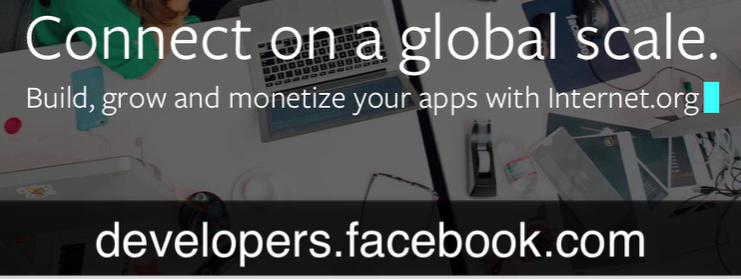 Connect on a global scale.
Build, grow and monetize your apps with Internet.org
developers.facebook.com